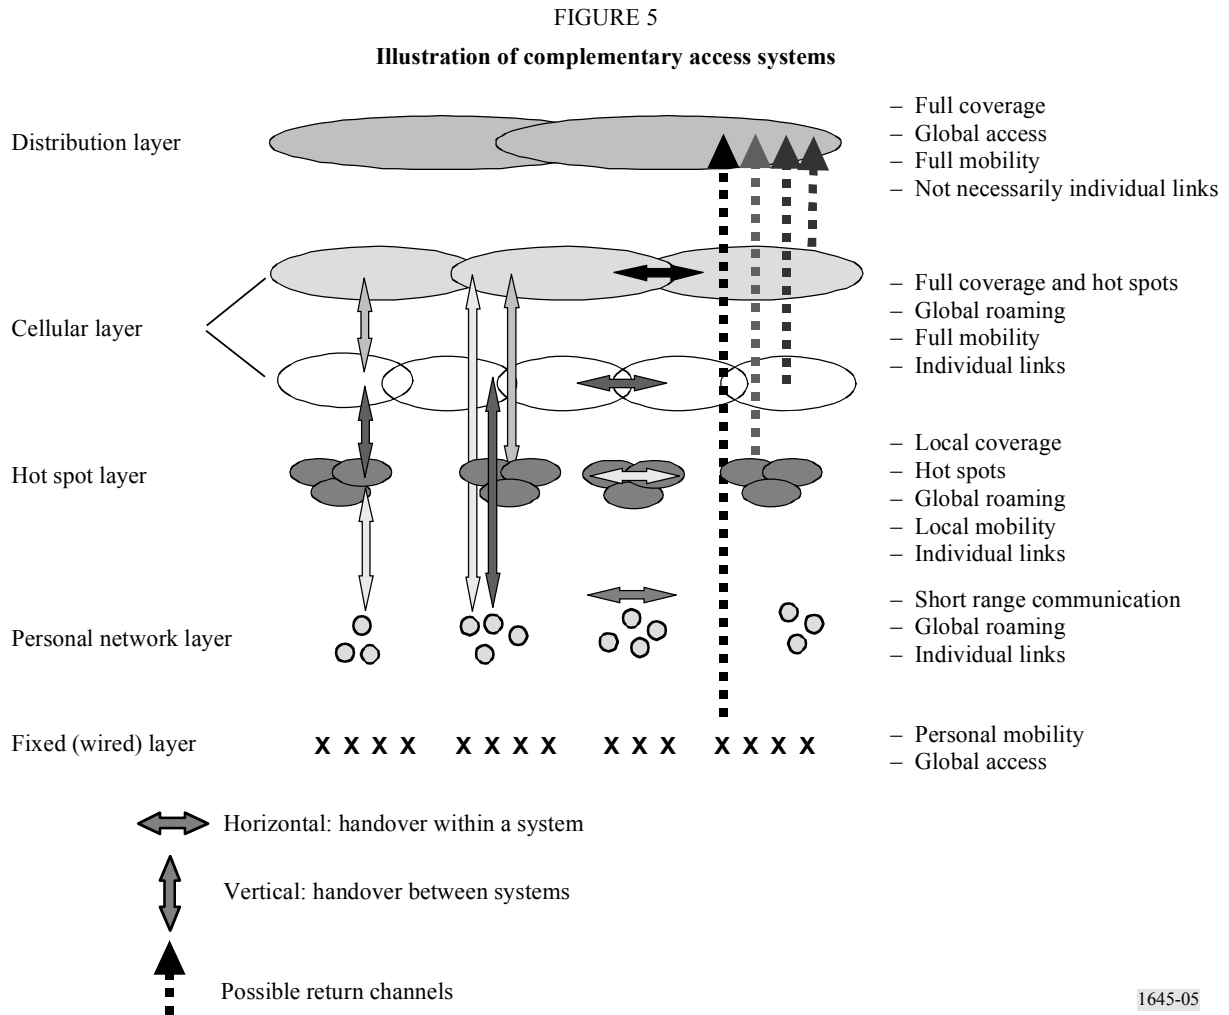 FIGURE 5
Illustration of complementary access systems
Distribution layer
– Full coverage
– Global access
– Full mobility
– Not necessarily individual links
Cellular layer
– Full coverage and hot spots
– Global roaming
– Full mobility
– Individual links
Hot spot layer
– Local coverage
– Hot spots
– Global roaming
– Local mobility
– Individual links
Personal network layer
– Short range communication
– Global roaming
– Individual links
Fixed (wired) layer
X X X X X X X X X X X X X X X
– Personal mobility
– Global access
Horizontal: handover within a system
Vertical: handover between systems
Possible return channels
1645-05